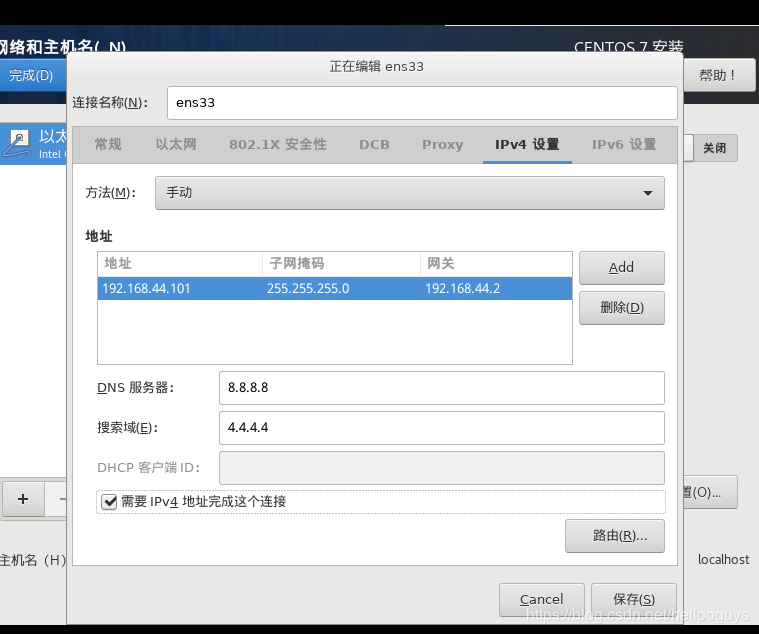 网络和主机名(_N)
CENTOS 7 安装
完成(D)
正在编辑 ens33
帮助！
连接名称(N)：
ens33
以太
Intel
关闭
常规
以太网
802.1X 安全性
DCB
Proxy
IPv4 设置
IPv6 设置
方法(M)：
手动
地址
地址
子网掩码
网关
192.168.44.101
255.255.255.0
192.168.44.2
Add
删除(D)
DNS 服务器：
8.8.8.8
搜索域(E)：
4.4.4.4
DHCP 客户端 ID：
需要 IPv4 地址完成这个连接
+
−
置(O)...
路由(R)...
主机名（H）
localhost
Cancel
保存(S)
https://blog.csdn.net/hellooguys